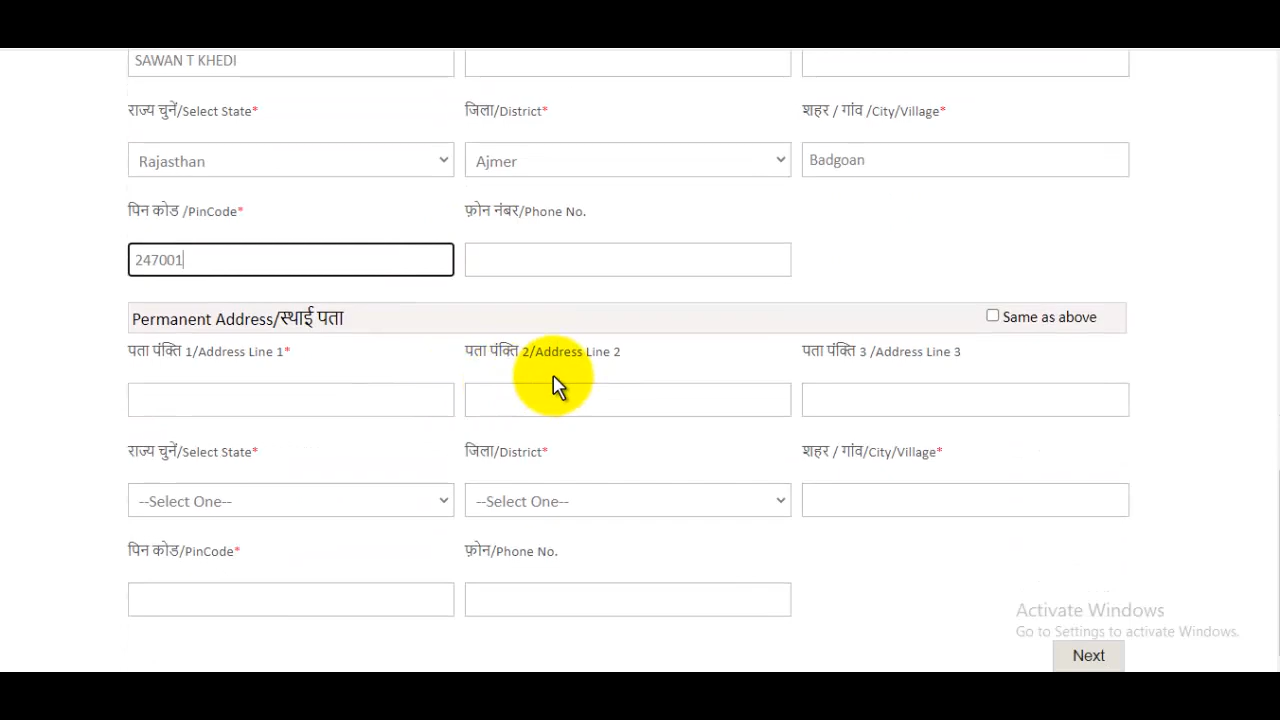 SAWAN T KHEDI
राज्य चुनें/Select State* जिला/District* शहर / गांव /City/Village*
Rajasthan Ajmer Badgoan
पिन कोड /PinCode* फ़ोन नंबर/Phone No.
247001
Permanent Address/स्थाई पता Same as above
पता पंक्ति 1/Address Line 1* पता पंक्ति 2/Address Line 2 पता पंक्ति 3 /Address Line 3
राज्य चुनें/Select State* जिला/District* शहर / गांव/City/Village*
--Select One-- --Select One--
पिन कोड/PinCode* फ़ोन/Phone No.
Activate Windows
Go to Settings to activate Windows.
Next